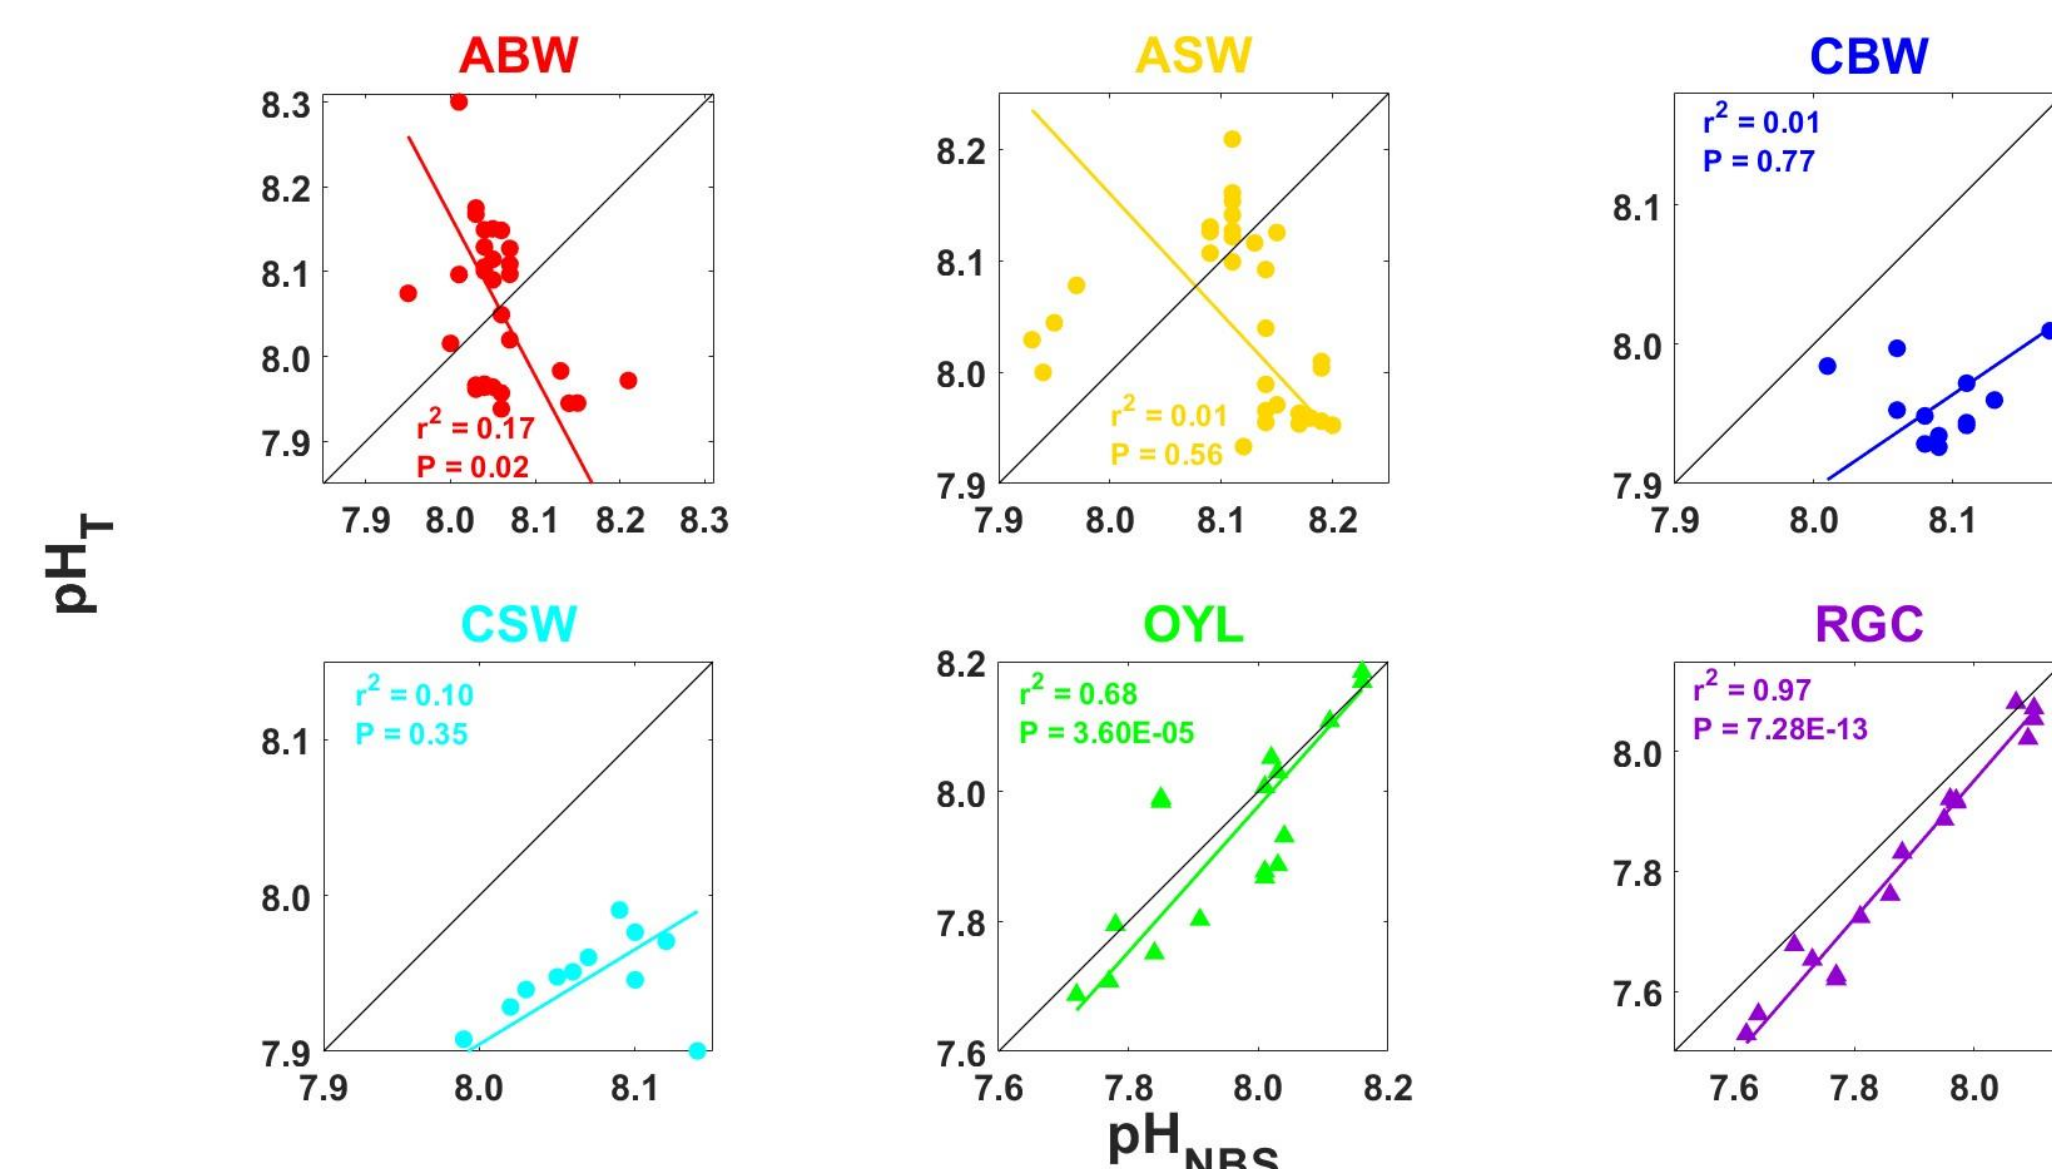 ABW
8.3
8.2
8.1
8.0
7.9
r2 = 0.17
P = 0.02
7.9 8.0 8.1 8.2 8.3
ASW
8.2
8.1
8.0
7.9
r2 = 0.01
P = 0.56
7.9 8.0 8.1 8.2
CBW
r2 = 0.01
P = 0.77
8.1
8.0
7.9
7.9 8.0 8.1
pHT
CSW
r2 = 0.10
P = 0.35
8.1
8.0
7.9
7.9 8.0 8.1
OYL
8.2
r2 = 0.68
P = 3.60E-05
8.0
7.8
7.6
7.6 7.8 8.0 8.2
RGC
r2 = 0.97
P = 7.28E-13
8.0
7.8
7.6
7.6 7.8 8.0
pHNBS